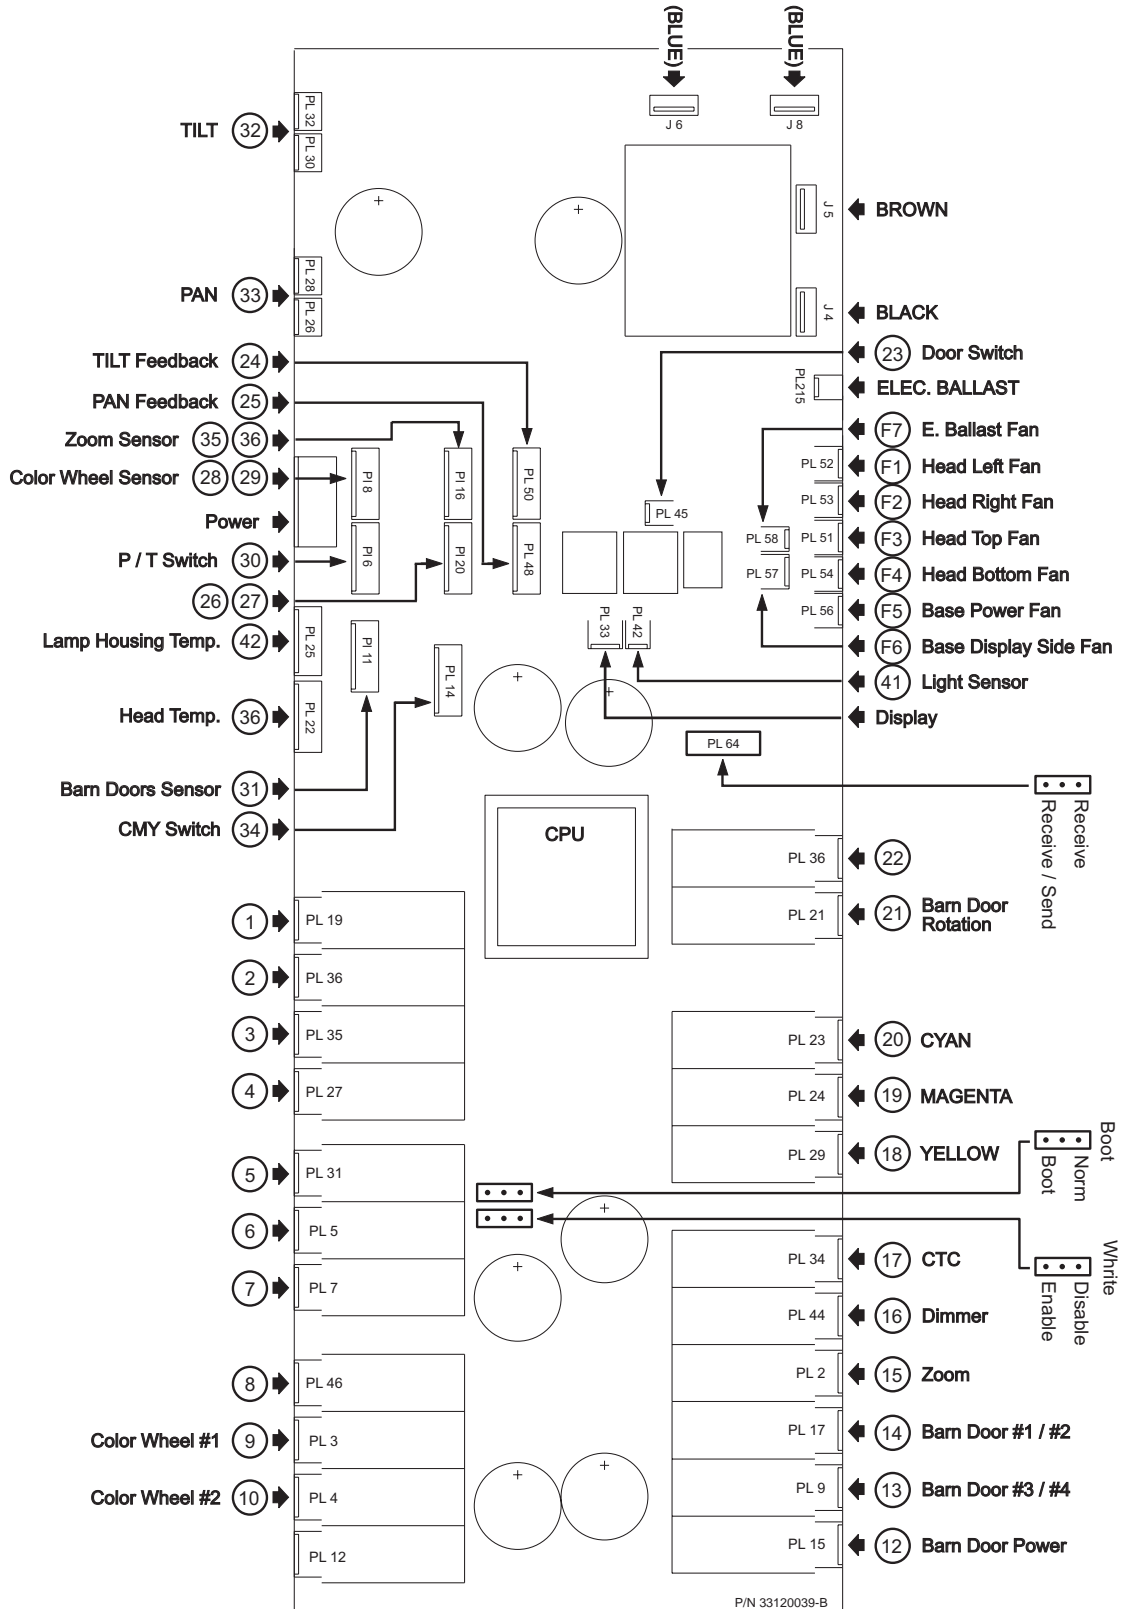 (BLUE)
(BLUE)
J 6
J 8
TILT 32
PL 32
PL 30
J 5
BROWN
PAN 33
PL 28
PL 26
J 4
BLACK
23 Door Switch
TILT Feedback 24
PL215
ELEC. BALLAST
PAN Feedback 25
F7 E. Ballast Fan
Zoom Sensor 35 36
PL 52
F1 Head Left Fan
Color Wheel Sensor 28 29
PI 8
PI 16
PL 50
PL 45
PL 53
F2 Head Right Fan
Power
PL 58
PL 51
F3 Head Top Fan
P / T Switch 30
PI 6
PI 20
PL 48
PL 57
PL 54
F4 Head Bottom Fan
26 27
PL 56
F5 Base Power Fan
Lamp Housing Temp. 42
PL 25
PI 11
PL 33
PL 42
F6 Base Display Side Fan
PL 14
41 Light Sensor
Head Temp. 36
PL 22
Display
PL 64
Barn Doors Sensor 31
Receive
Receive / Send
CMY Switch 34
CPU
PL 36
22
1
PL 19
PL 21
21 Barn Door
Rotation
2
PL 36
3
PL 35
PL 23
20 CYAN
4
PL 27
PL 24
19 MAGENTA
5
PL 31
PL 29
18 YELLOW
Boot
Norm
Boot
6
PL 5
7
PL 7
PL 34
17 CTC
Whrite
Disable
Enable
PL 44
16 Dimmer
8
PL 46
PL 2
15 Zoom
Color Wheel #1 9
PL 3
PL 17
14 Barn Door #1 / #2
Color Wheel #2 10
PL 4
PL 9
13 Barn Door #3 / #4
PL 12
PL 15
12 Barn Door Power
P/N 33120039-B